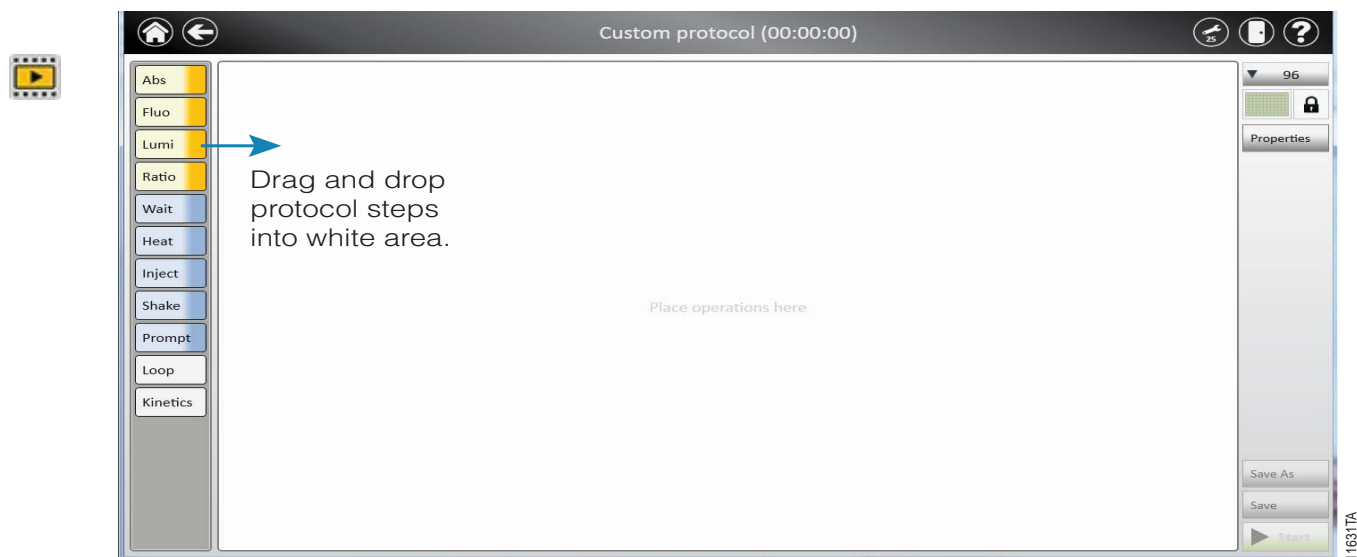 Custom protocol (00:00:00)
25
?
Abs
Fluo
Lumi
Ratio
Wait
Heat
Inject
Shake
Prompt
Loop
Kinetics
Drag and drop
protocol steps
into white area.
Place operations here
96
Properties
Save As
Save
Start
11631TA